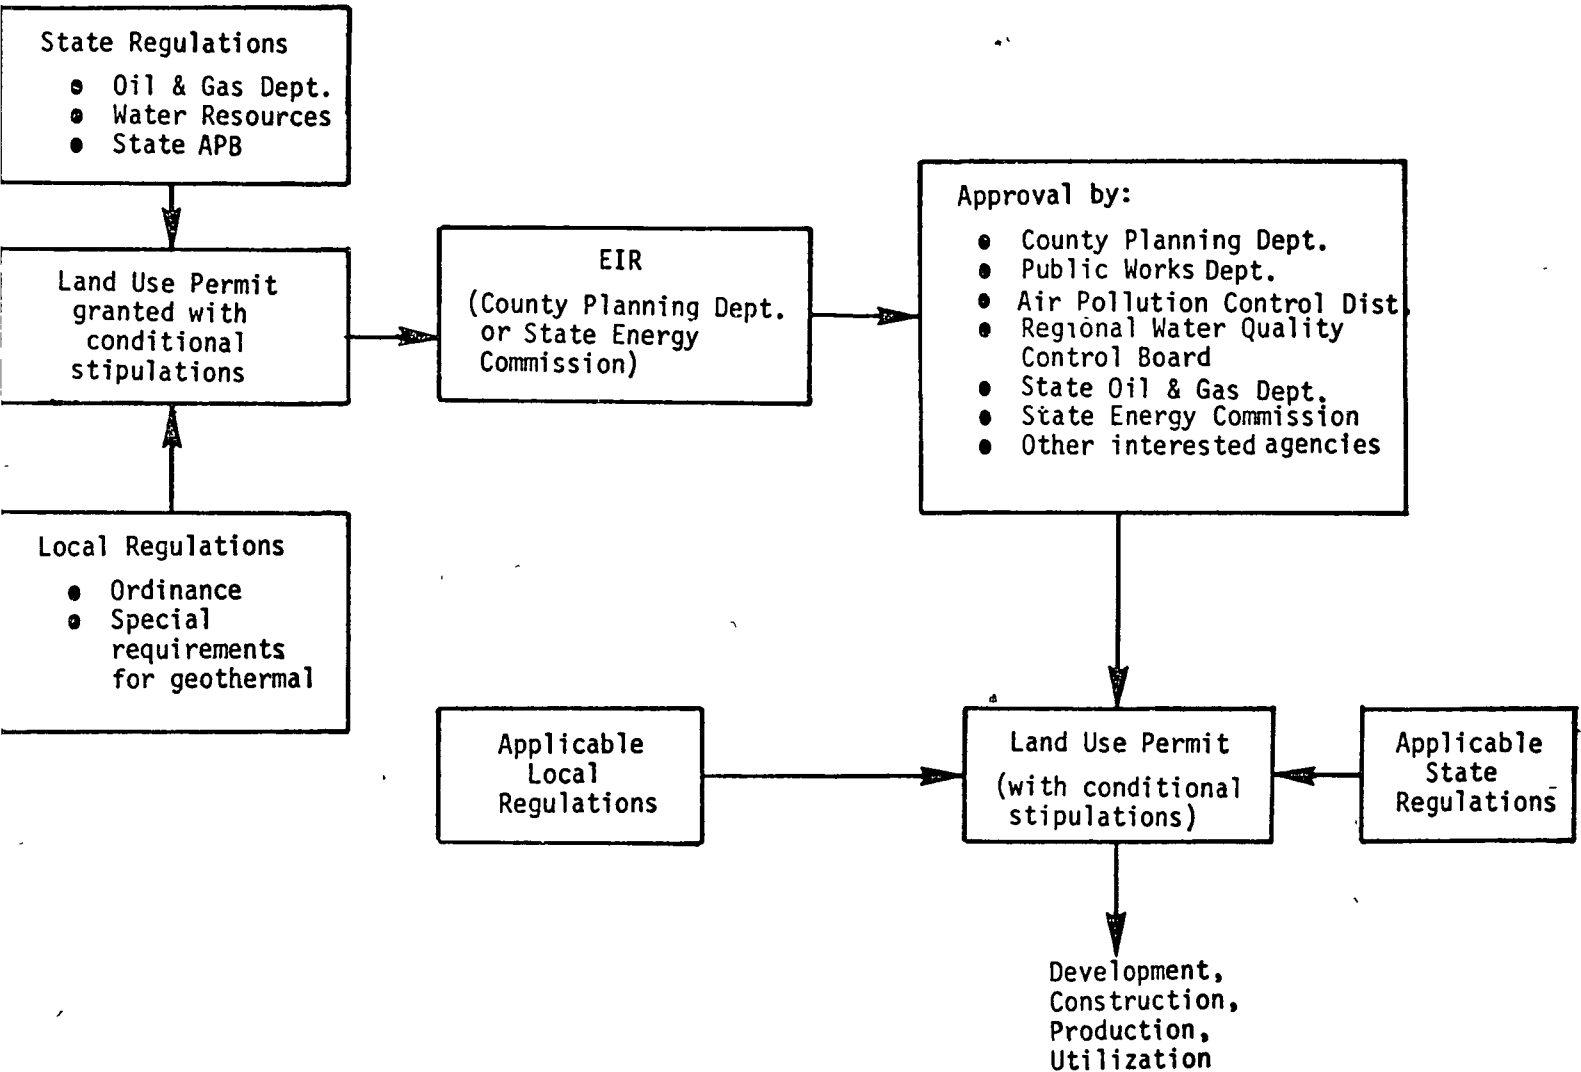 State Regulations
● Oil & Gas Dept.
● Water Resources
● State APB
Land Use Permit
granted with
conditional
stipulations
Local Regulations
● Ordinance
● Special
requirements
for geothermal
EIR
(County Planning Dept.
or State Energy
Commission)
Approval by:
● County Planning Dept.
● Public Works Dept.
● Air Pollution Control Dist.
● Regional Water Quality
Control Board
● State Oil & Gas Dept.
● State Energy Commission
● Other interested agencies
Applicable
Local
Regulations
Land Use Permit
(with conditional
stipulations)
Applicable
State
Regulations
Development,
Construction,
Production,
Utilization